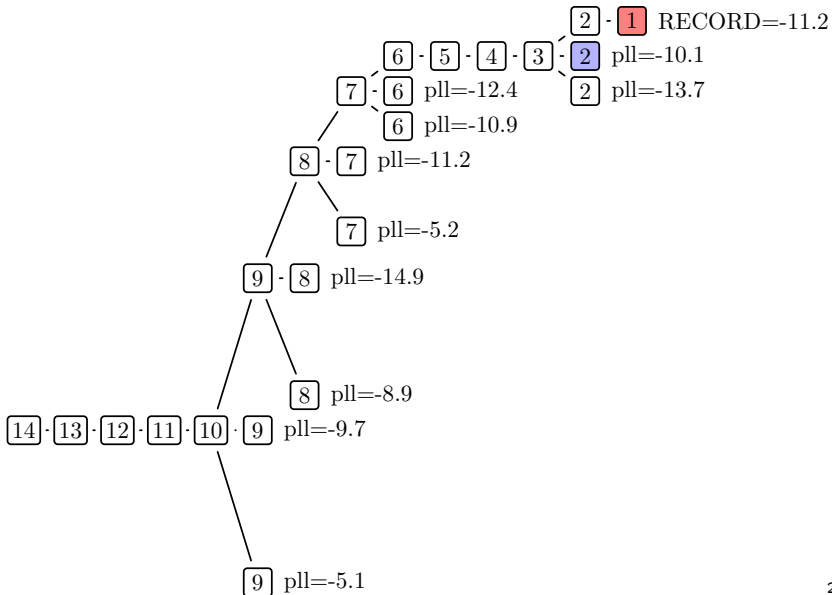 2 1 RECORD=-11.2
6 5 4 3 2 pll=-10.1
7 6 pll=-12.4 2 pll=-13.7
6 pll=-10.9
8 7 pll=-11.2
7 pll=-5.2
9 8 pll=-14.9
8 pll=-8.9
14 13 12 11 10 9 pll=-9.7
9 pll=-5.1